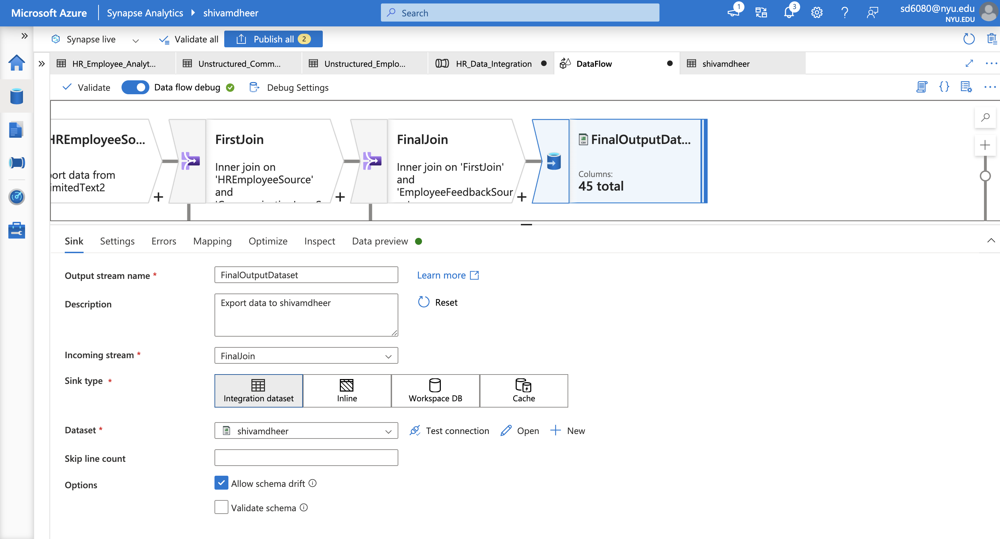 Microsoft Azure Synapse Analytics shivamdheer Search 1 3 sd6080@nyu.edu
NYU.EDU
Synapse live Validate all Publish all 2
HR_Employee_Analyt... Unstructured_Comm... Unstructured_Emplo... HR_Data_Integration DataFlow shivamdheer
Validate Data flow debug Debug Settings
HREmployeeSo... FirstJoin FinalJoin FinalOutputDat...
Inner join on
'HREmployeeSource'
and
Inner join on 'FirstJoin'
and
'EmployeeFeedbackSour
data from
Columns:
45 total
Sink Settings Errors Mapping Optimize Inspect Data preview
Output stream name * FinalOutputDataset Learn more
Description Export data to shivamdheer Reset
Incoming stream * FinalJoin
Sink type * Integration dataset Inline Workspace DB Cache
Dataset * shivamdheer Test connection Open New
Skip line count
Options Allow schema drift
Validate schema